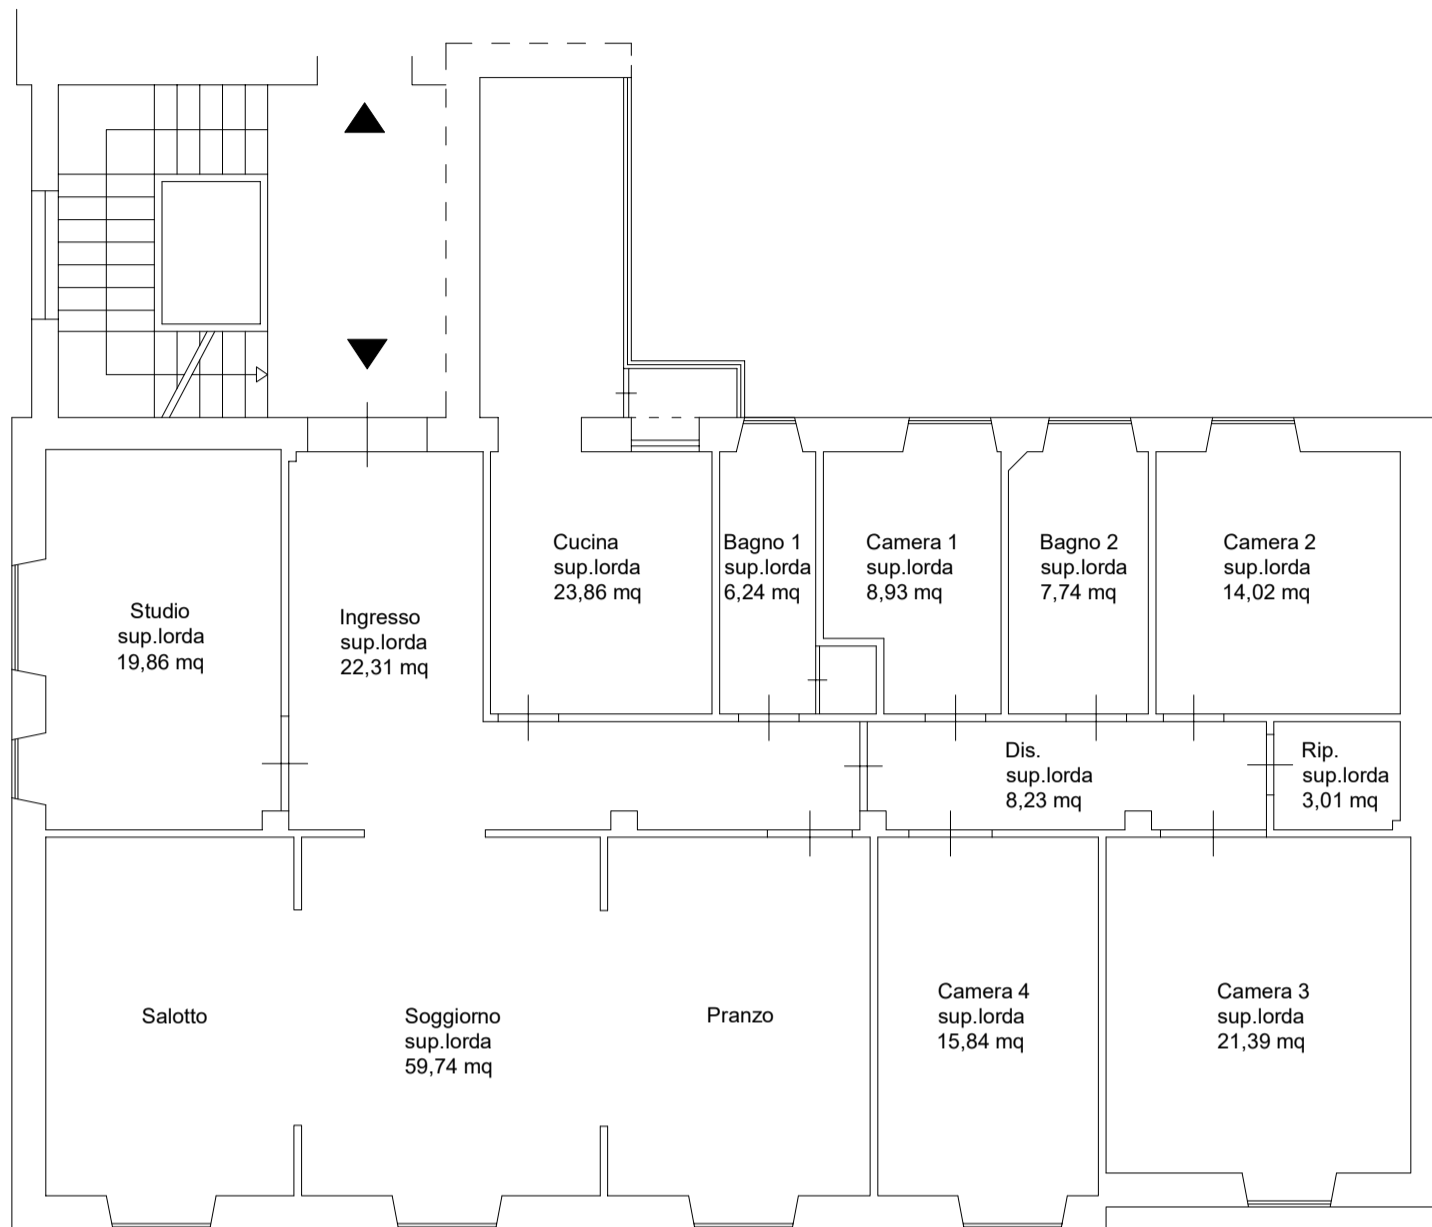 Cucina
sup.lorda
23,86 mq
Bagno 1
sup.lorda
6,24 mq
Camera 1
sup.lorda
8,93 mq
Bagno 2
sup.lorda
7,74 mq
Camera 2
sup.lorda
14,02 mq
Studio
sup.lorda
19,86 mq
Ingresso
sup.lorda
22,31 mq
Dis.
sup.lorda
8,23 mq
Rip.
sup.lorda
3,01 mq
Salotto
Soggiorno
sup.lorda
59,74 mq
Pranzo
Camera 4
sup.lorda
15,84 mq
Camera 3
sup.lorda
21,39 mq